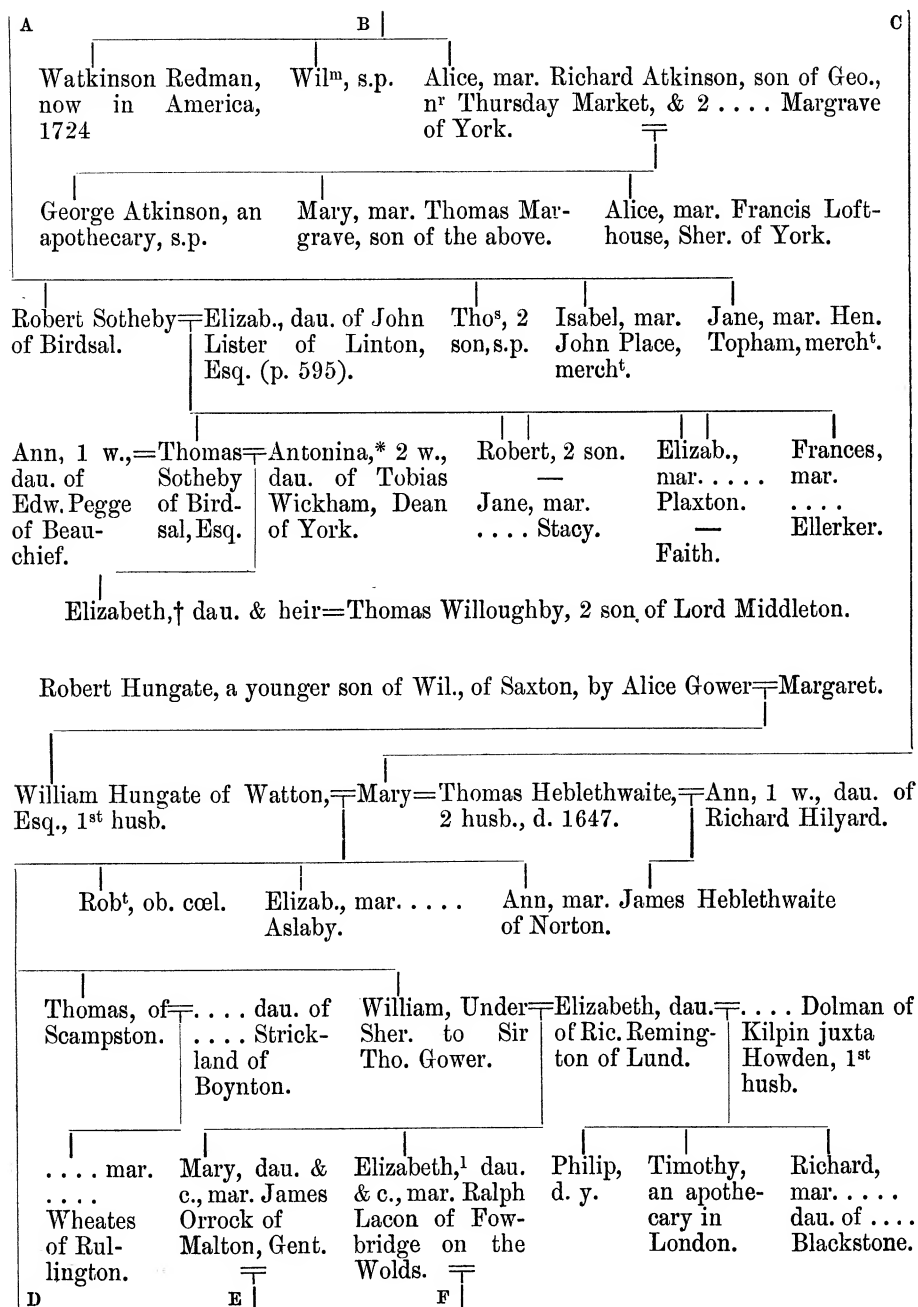 A B C
Watkinson Redman, Wilᵐ, s.p. Alice, mar. Richard Atkinson, son of Geo.,
now in America, nʳ Thursday Market, & 2 . . . . Margrave
1724 of York.
George Atkinson, an Mary, mar. Thomas Mar- Alice, mar. Francis Loft-
apothecary, s.p. grave, son of the above. house, Sher. of York.
Robert Sotheby=Elizab., dau. of John Thoˢ, 2 Isabel, mar. Jane, mar. Hen.
of Birdsal. Lister of Linton, son, s.p. John Place, Topham, merchᵗ.
Esq. (p. 595). merchᵗ.
Ann, 1 w.,=Thomas=Antonina,* 2 w., Robert, 2 son. Elizab., Frances,
dau. of Sotheby dau. of Tobias — mar. . . . . . mar.
Edw. Pegge of Bird- Wickham, Dean Jane, mar. Plaxton. . . . .
of Beau- sal, Esq. of York. . . . . Stacy. — Ellerker.
chief. Faith.
Elizabeth,† dau. & heir=Thomas Willoughby, 2 son of Lord Middleton.
Robert Hungate, a younger son of Wil., of Saxton, by Alice Gower=Margaret.
William Hungate of Watton,=Mary=Thomas Heblethwaite,=Ann, 1 w., dau. of
Esq., 1ˢᵗ husb. 2 husb., d. 1647. Richard Hilyard.
Robᵗ, ob. cœl. Elizab., mar. . . . . . Ann, mar. James Heblethwaite
Aslaby. of Norton.
Thomas, of=. . . . dau. of William, Under=Elizabeth, dau.=. . . . Dolman of
Scampston. . . . . Strick- Sher. to Sir of Ric. Reming- Kilpin juxta
land of Tho. Gower. ton of Lund. Howden, 1ˢᵗ
Boynton. husb.
. . . . mar. Mary, dau. & Elizabeth,¹ dau. Philip, Timothy, Richard,
. . . . c., mar. James & c., mar. Ralph d. y. an apothe- mar. . . . . .
Wheates Orrock of Lacon of Fow- cary in dau. of . . . .
of Rul- Malton, Gent. bridge on the London. Blackstone.
lington. Wolds.
D E F